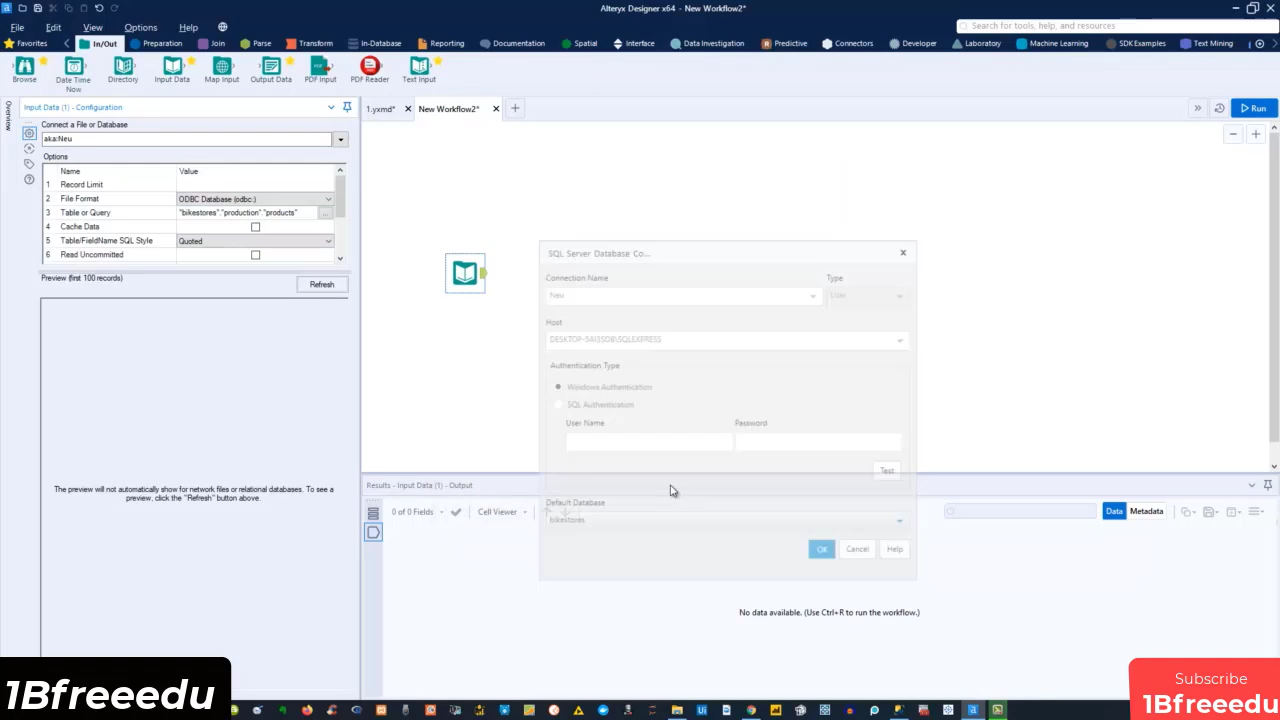 Alteryx Designer x64 - New Workflow2*
File Edit View Options Help
Search for tools, help, and resources
Favorites In/Out Preparation Join Parse Transform In-Database Reporting Documentation Spatial Interface Data Investigation Predictive Connectors Developer Laboratory Machine Learning SDK Examples Text Mining
Browse Date Time Now Directory Input Data Map Input Output Data PDF Input PDF Reader Text Input
Overview
Input Data (1) - Configuration
1.yxmd* New Workflow2*
Run
Connect a File or Database
aka:Neu
Options
Name Value
1 Record Limit
2 File Format ODBC Database (odbc:)
3 Table or Query "bikestores"."production"."products" ...
4 Cache Data
5 Table/FieldName SQL Style Quoted
6 Read Uncommitted
Preview (first 100 records) Refresh
The preview will not automatically show for network files or relational databases. To see a
preview, click the "Refresh" button above.
SQL Server Database Co...
Connection Name Type
Neu User
Host
Authentication Type
Windows Authentication
SQL Authentication
User Name Password
Test
Default Database
bikestores
OK Cancel Help
Results - Input Data (1) - Output
0 of 0 Fields Cell Viewer Data Metadata
No data available. (Use Ctrl+R to run the workflow.)
1Bfreeedu
Subscribe
1Bfreeedu